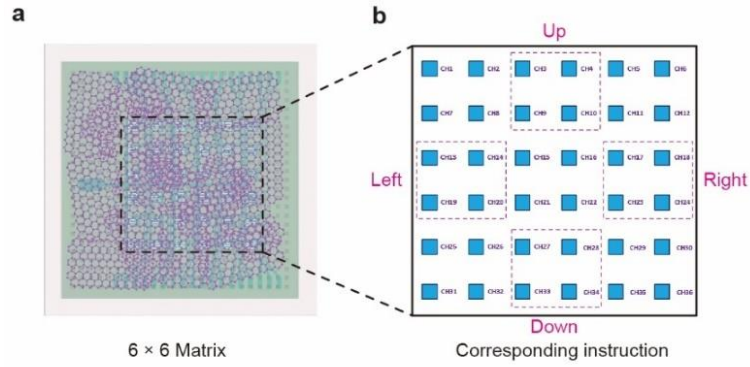 a
b
Up
CH1 CH2 CH3 CH4 CH5 CH6
CH7 CH8 CH9 CH10 CH11 CH12
CH13 CH14 CH15 CH16 CH17 CH18
Left
Right
CH19 CH20 CH21 CH22 CH23 CH24
CH25 CH26 CH27 CH28 CH29 CH30
CH31 CH32 CH33 CH34 CH35 CH36
Down
6 × 6 Matrix
Corresponding instruction